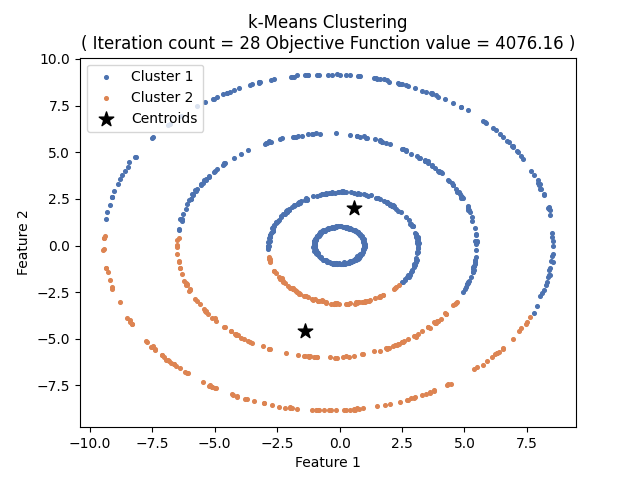 k-Means Clustering
( Iteration count = 28 Objective Function value = 4076.16 )
Cluster 1
Cluster 2
Centroids
10.0
7.5
5.0
2.5
0.0
−2.5
−5.0
−7.5
Feature 2
−10.0 −7.5 −5.0 −2.5 0.0 2.5 5.0 7.5
Feature 1